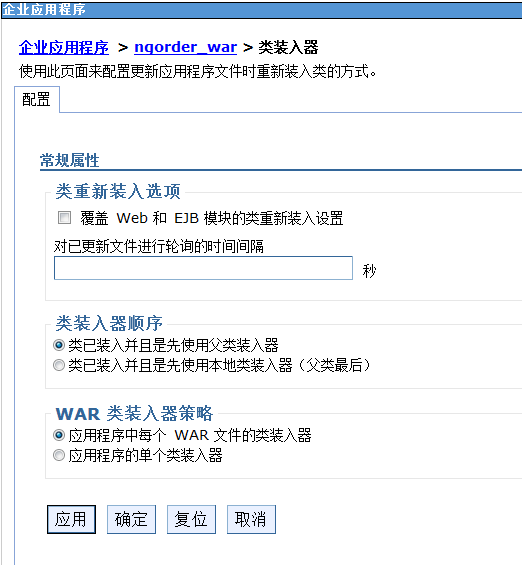 企业应用程序
企业应用程序 > ngorder_war > 类装入器
使用此页面来配置更新应用程序文件时重新装入类的方式。
配置
常规属性
类重新装入选项
覆盖 Web 和 EJB 模块的类重新装入设置
对已更新文件进行轮询的时间间隔
秒
类装入器顺序
类已装入并且是先使用父类装入器
类已装入并且是先使用本地类装入器（父类最后）
WAR 类装入器策略
应用程序中每个 WAR 文件的类装入器
应用程序的单个类装入器
应用 确定 复位 取消